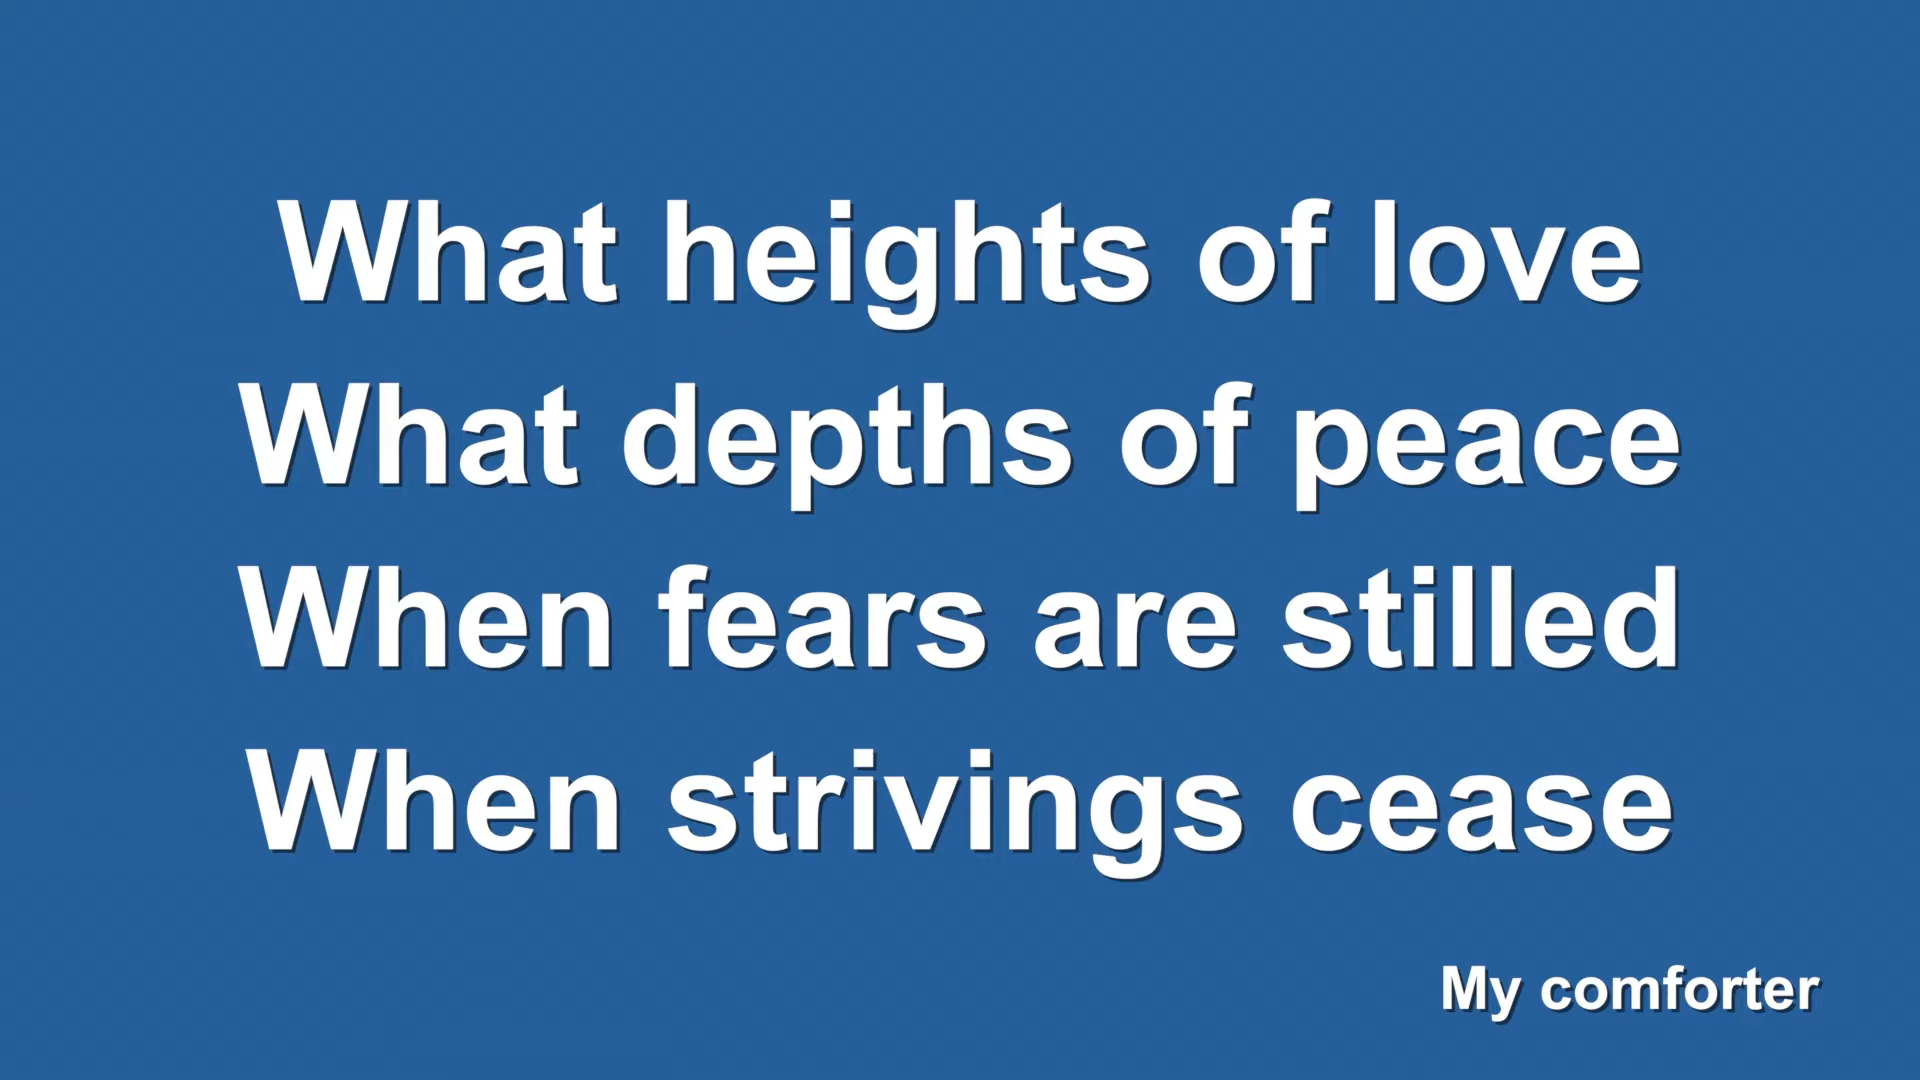 What heights of love
What depths of peace
When fears are stilled
When strivings cease
My comforter